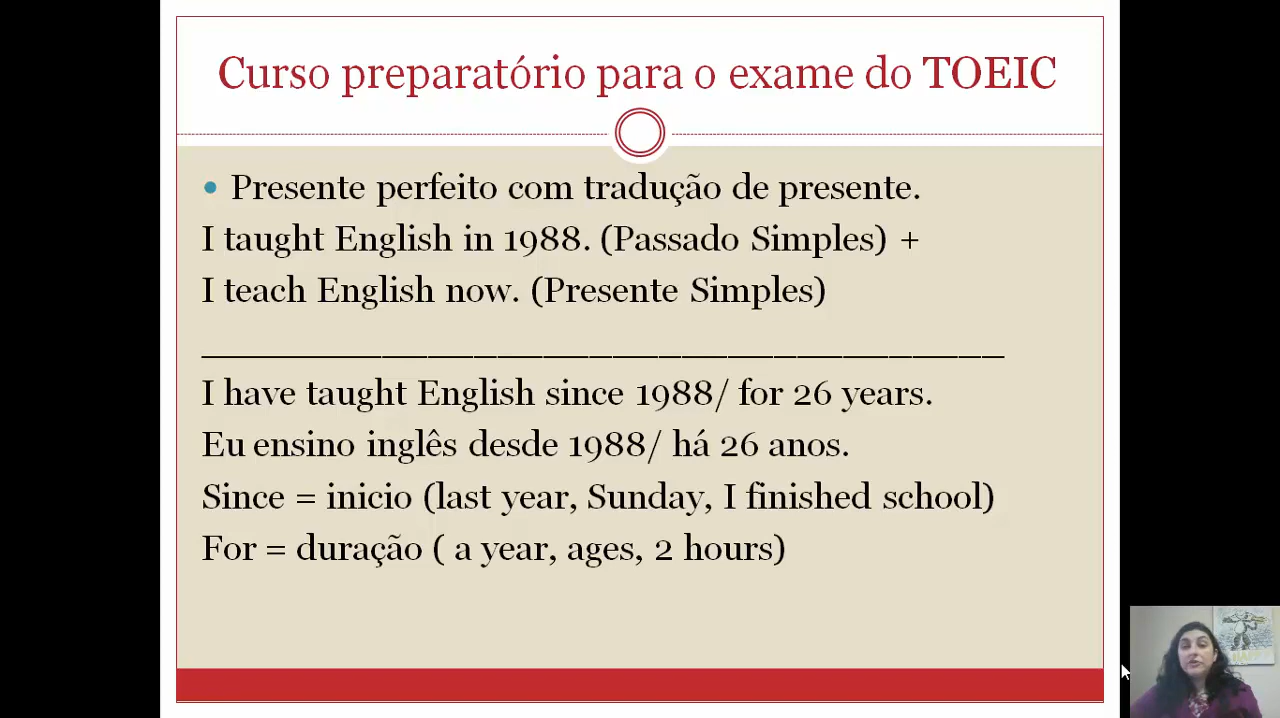 Curso preparatório para o exame do TOEIC
Presente perfeito com tradução de presente.
I taught English in 1988. (Passado Simples) +
I teach English now. (Presente Simples)
___________________________________
I have taught English since 1988/ for 26 years.
Eu ensino inglês desde 1988/ há 26 anos.
Since = inicio (last year, Sunday, I finished school)
For = duração ( a year, ages, 2 hours)